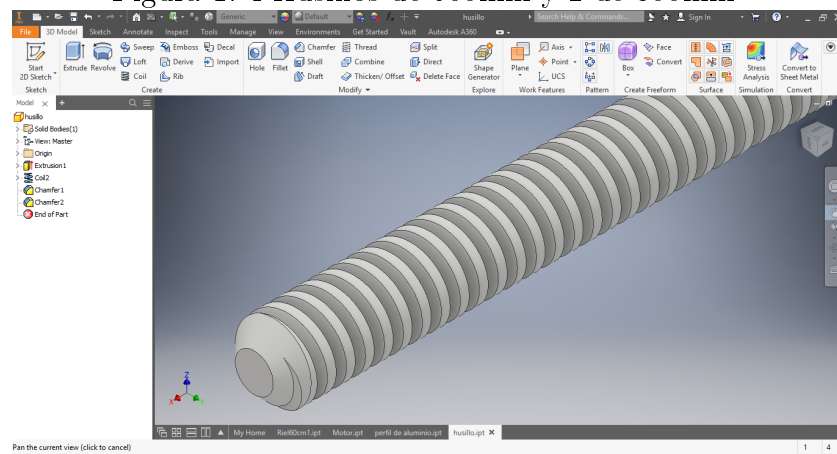 Generic
Default
husillo
Search Help & Commands...
Sign In
File 3D Model Sketch Annotate Inspect Tools Manage View Environments Get Started Vault Autodesk A360
Start
2D Sketch
Extrude Revolve
Sweep Emboss Decal
Loft Derive Import
Coil Rib
Hole Fillet
Chamfer Thread Split
Shell Combine Direct
Draft Thicken/ Offset Delete Face
Shape
Generator
Plane
Axis
Point
UCS
Box
Face
Convert
Stress
Analysis
Convert to
Sheet Metal
Sketch Create Modify Explore Work Features Pattern Create Freeform Surface Simulation Convert
Model
husillo
Solid Bodies(1)
View: Master
Origin
Extrusion1
Coil2
Chamfer1
Chamfer2
End of Part
Z
X
My Home Riel60cm1.ipt Motor.ipt perfil de aluminio.ipt husillo.ipt
Pan the current view (click to cancel)
1 4